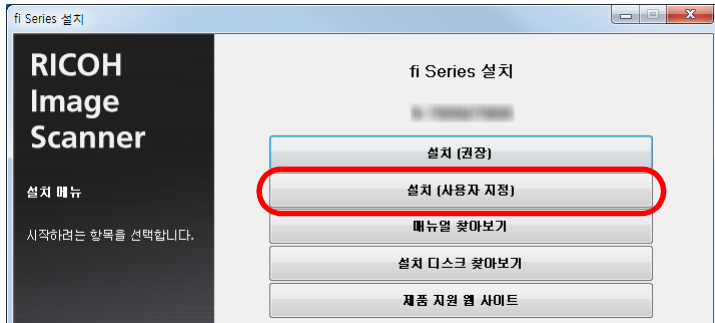 fi Series 설치
RICOH
Image
Scanner
설치 메뉴
시작하려는 항목을 선택합니다.
fi Series 설치
설치 (권장)
설치 (사용자 지정)
매뉴얼 찾아보기
설치 디스크 찾아보기
제품 지원 웹 사이트